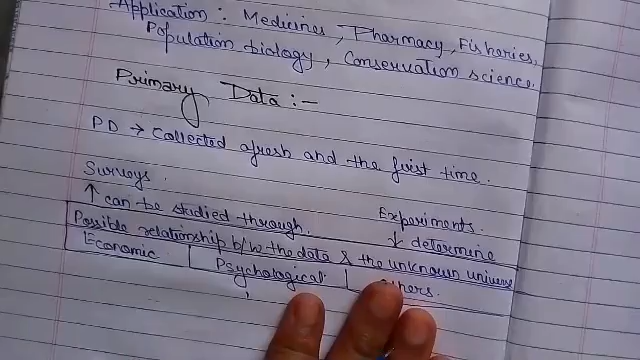 Application : Medicines, Pharmacy, Fisheries,
Population biology, Conservation science.
Primary Data :-
PD → Collected afresh and the first time.
Surveys.
↑ can be studied through.
Experiments.
↓ determine
Possible relationship b/w the data & the unknown universe
Economic
Psychological
others.